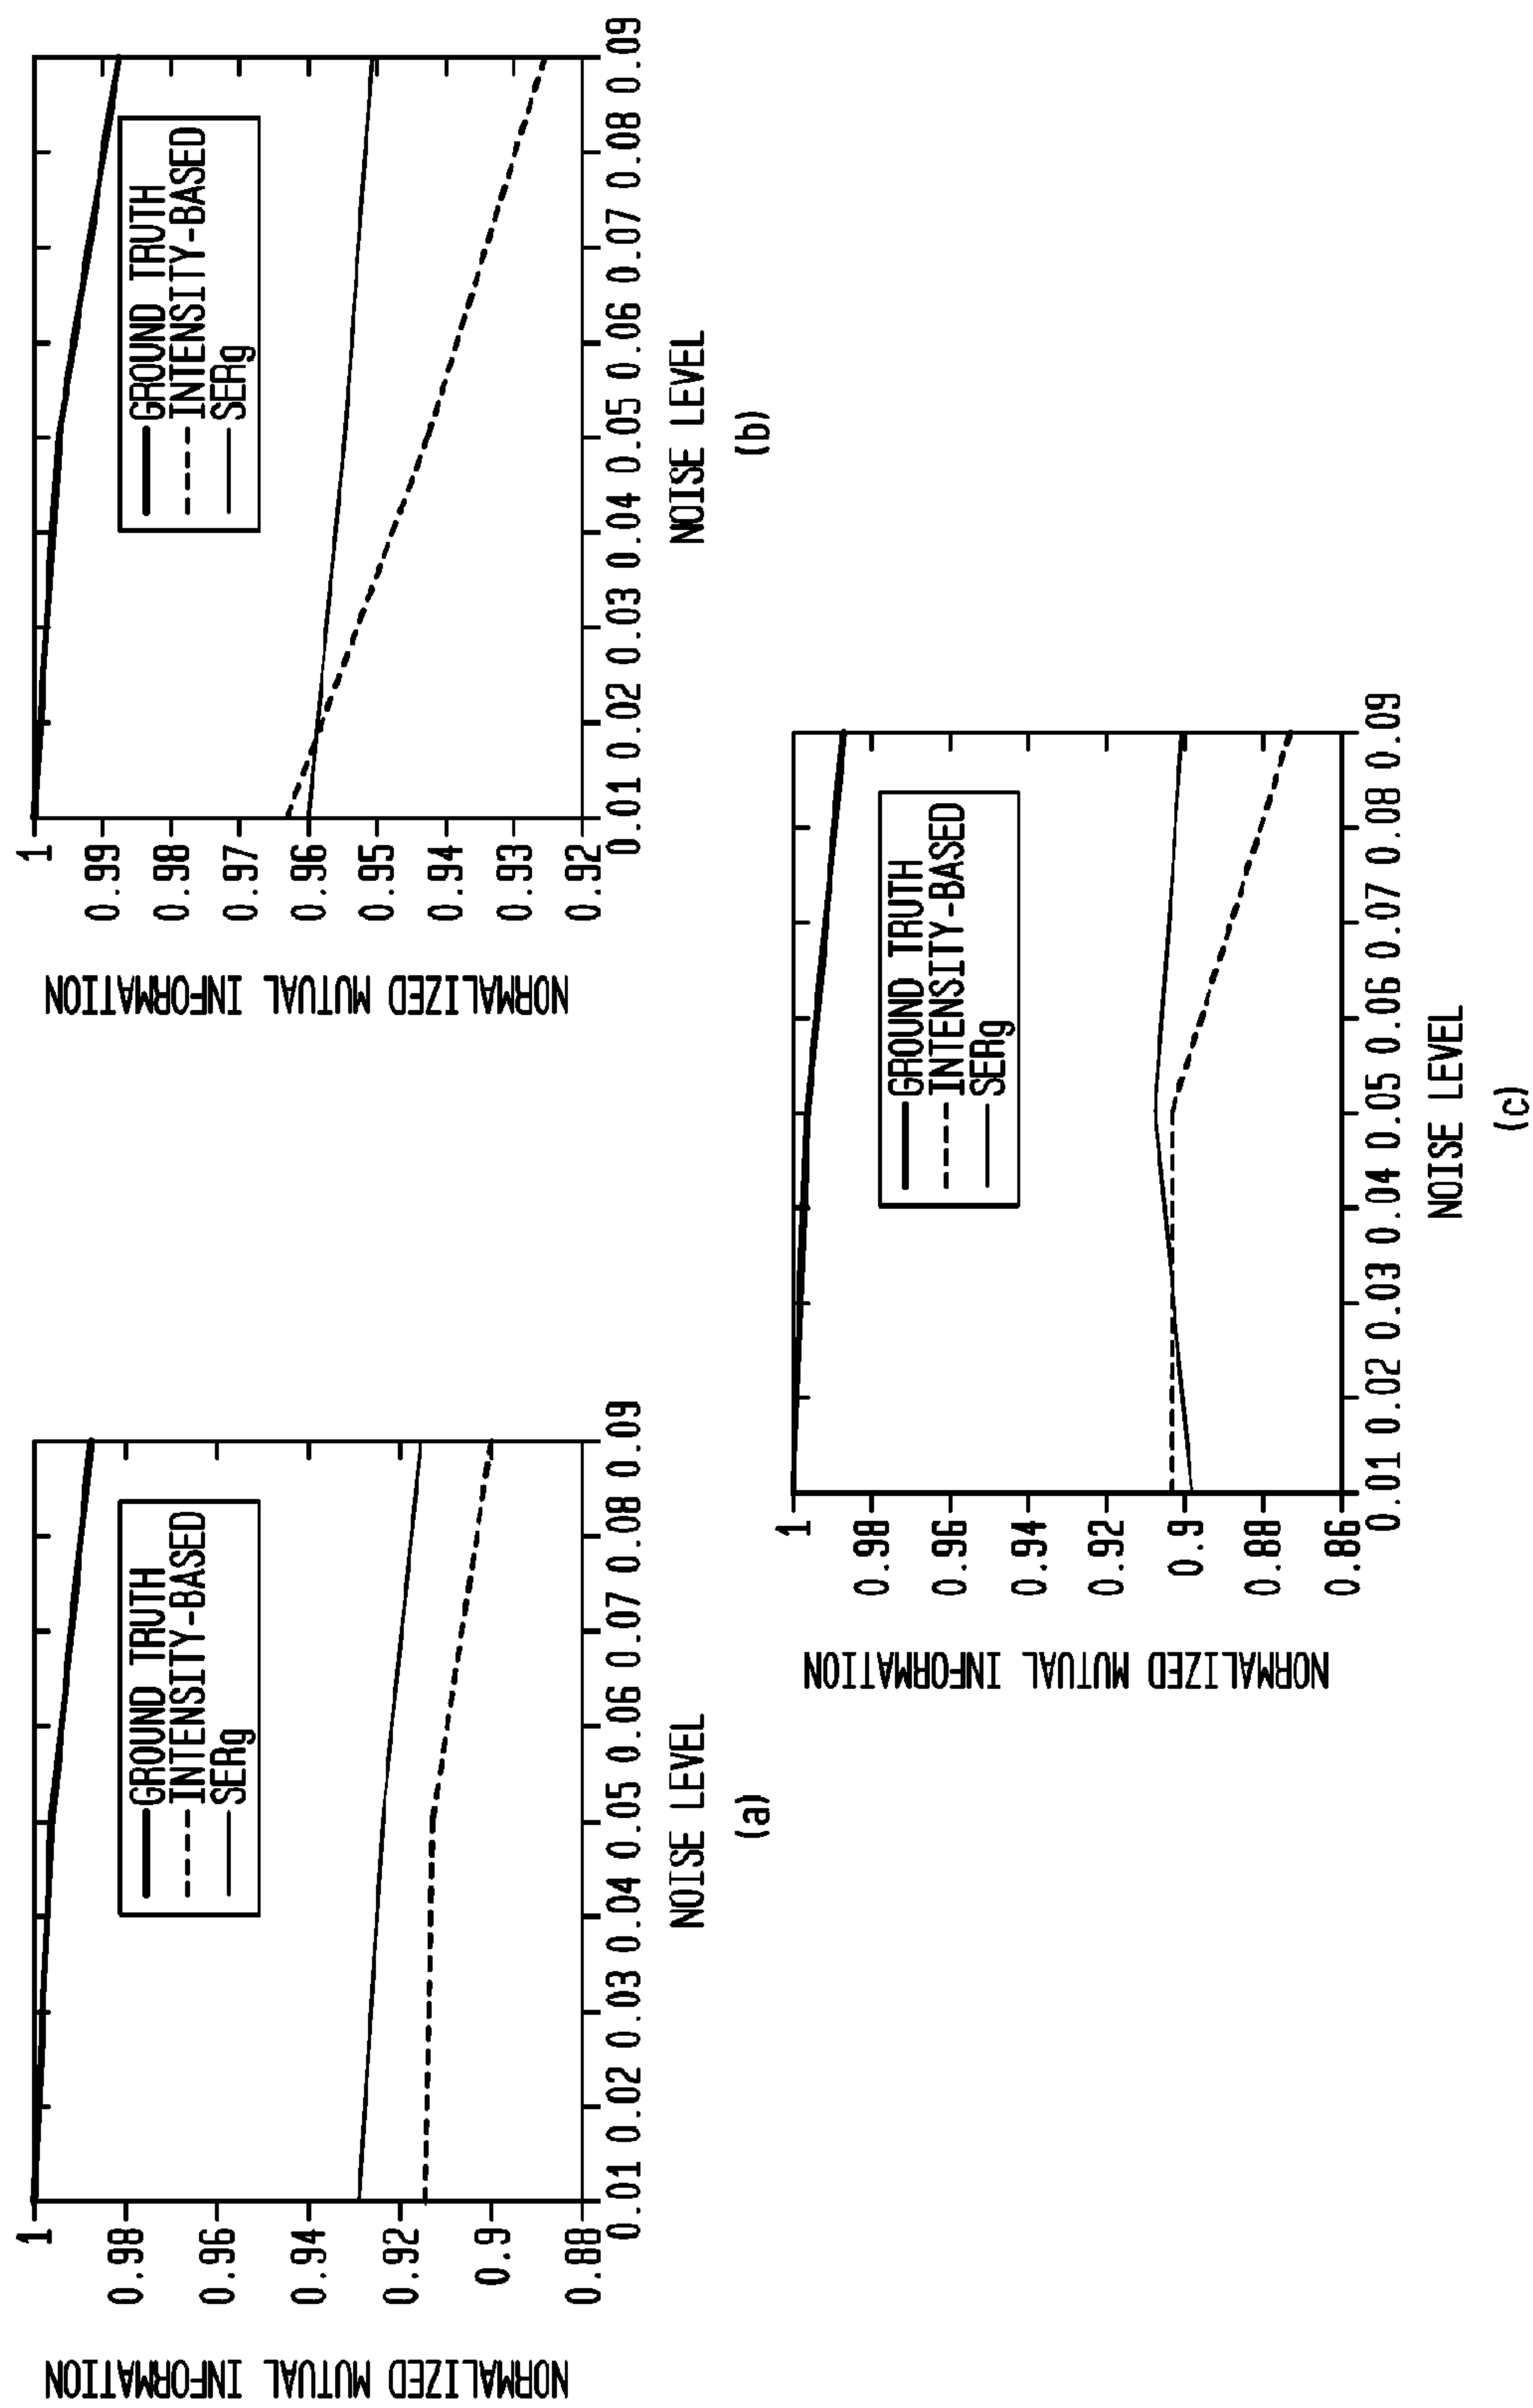 NORMALIZED MUTUAL INFORMATION
1
0.98
0.96
0.94
0.92
0.9
0.88
GROUND TRUTH
INTENSITY-BASED
SERg
0.01 0.02 0.03 0.04 0.05 0.06 0.07 0.08 0.09
NOISE LEVEL
(a)
NORMALIZED MUTUAL INFORMATION
1
0.99
0.98
0.97
0.96
0.95
0.94
0.93
0.92
GROUND TRUTH
INTENSITY-BASED
SERg
0.01 0.02 0.03 0.04 0.05 0.06 0.07 0.08 0.09
NOISE LEVEL
(b)
NORMALIZED MUTUAL INFORMATION
1
0.98
0.96
0.94
0.92
0.9
0.88
0.86
GROUND TRUTH
INTENSITY-BASED
SERg
0.01 0.02 0.03 0.04 0.05 0.06 0.07 0.08 0.09
NOISE LEVEL
(c)